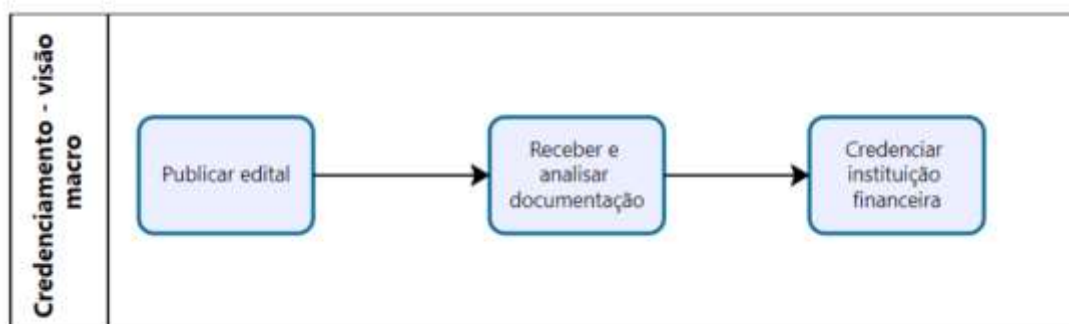 Credenciamento - visão
macro
Publicar edital
Receber e
analisar
documentação
Credenciar
instituição
financeira